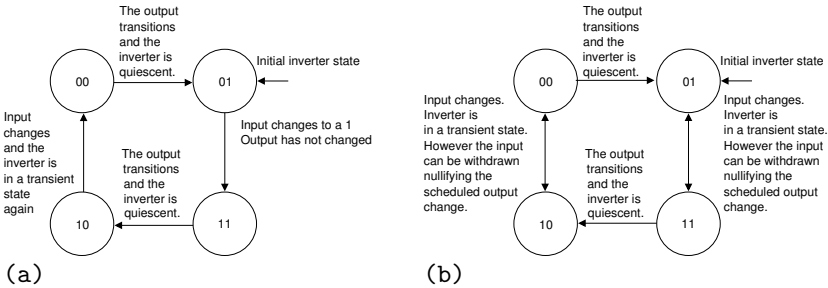 The output
transitions
and the
inverter is
quiescent.
00
01
Initial inverter state
Input
changes
and the
inverter is
in a transient
state
again
The output
transitions
and the
inverter is
quiescent.
Input changes to a 1
Output has not changed
10
11
(a)
The output
transitions
and the
inverter is
quiescent.
00
01
Initial inverter state
Input changes.
Inverter is
in a transient state.
However the input
can be withdrawn
nullifying the
scheduled output
change.
The output
transitions
and the
inverter is
quiescent.
Input changes.
Inverter is
in a transient state.
However the input
can be withdrawn
nullifying the
scheduled output
change.
10
11
(b)